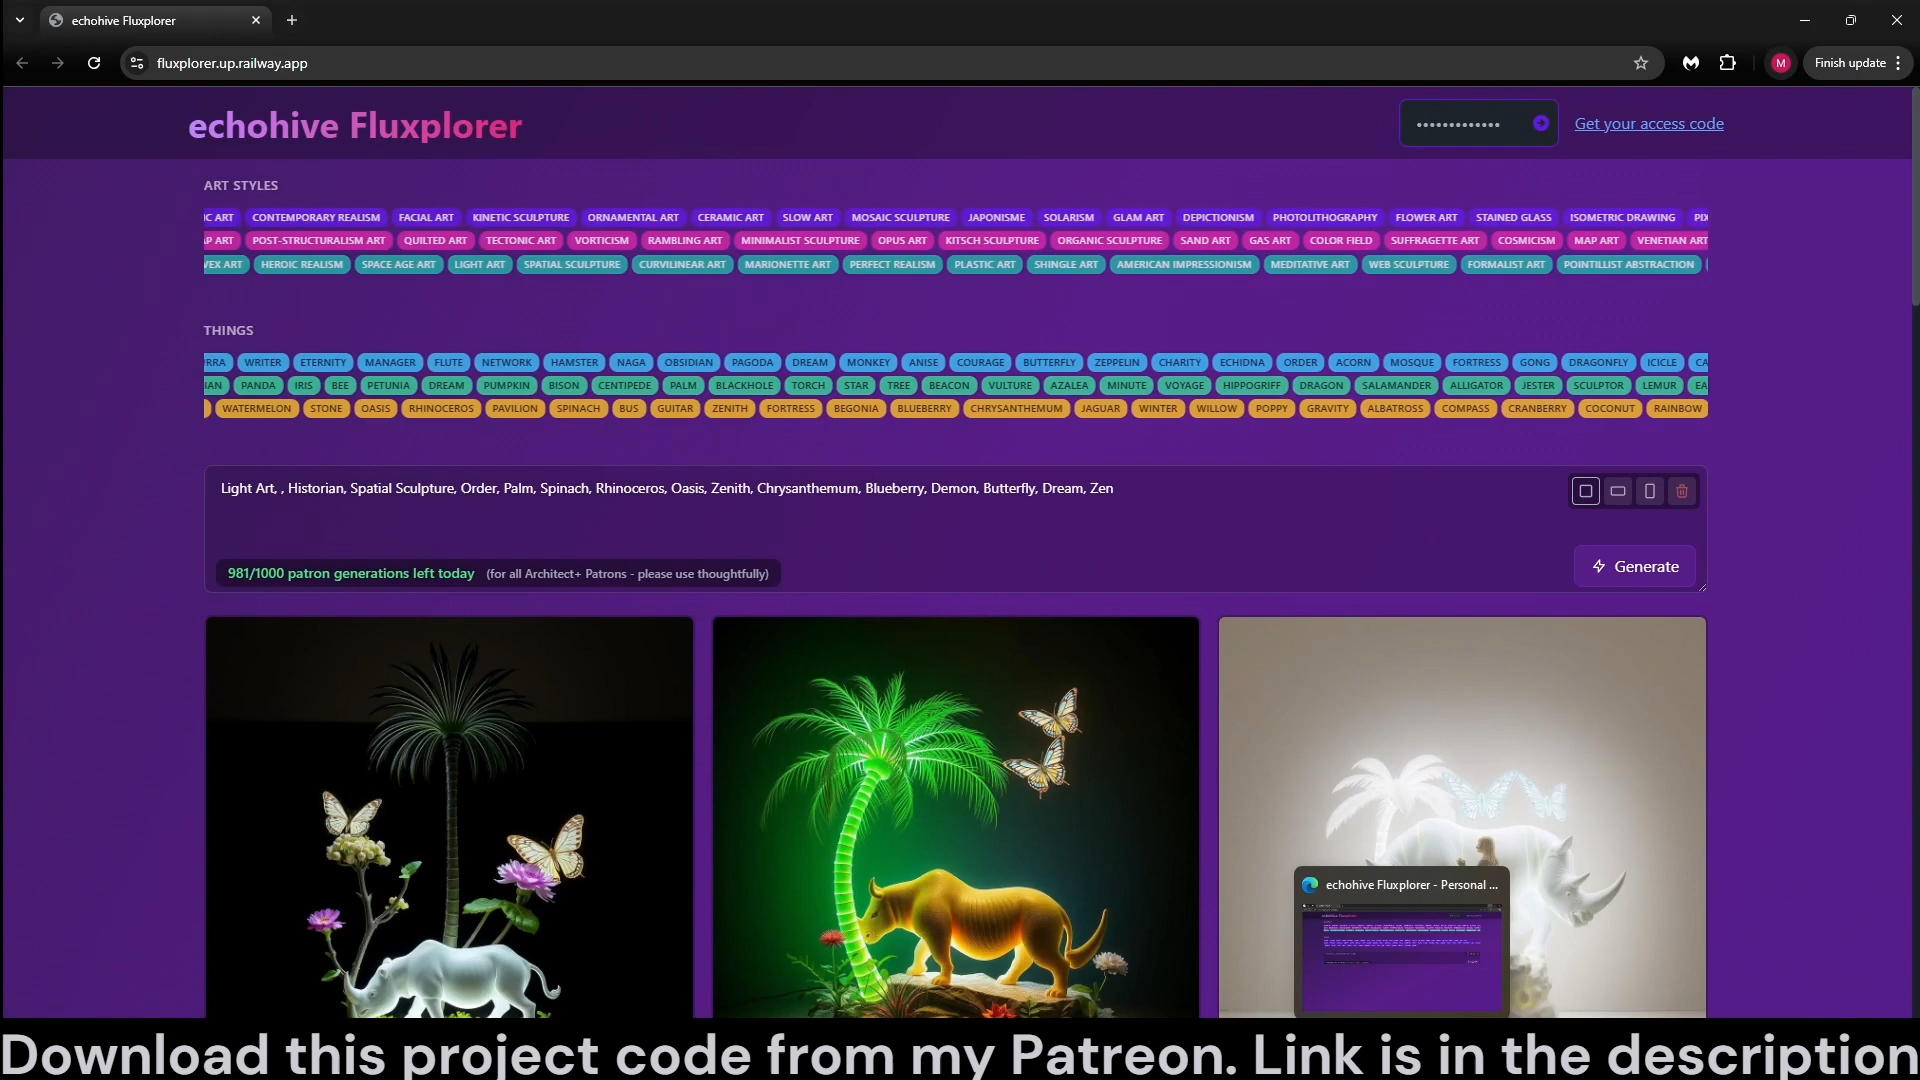 echohive Fluxplorer
fluxplorer.up.railway.app
M
Finish update
echohive Fluxplorer
•••••••••••••
Get your access code
ART STYLES
IC ART CONTEMPORARY REALISM FACIAL ART KINETIC SCULPTURE ORNAMENTAL ART CERAMIC ART SLOW ART MOSAIC SCULPTURE JAPONISME SOLARISM GLAM ART DEPICTIONISM PHOTOLITHOGRAPHY FLOWER ART STAINED GLASS ISOMETRIC DRAWING PIX
AP ART POST-STRUCTURALISM ART QUILTED ART TECTONIC ART VORTICISM RAMBLING ART MINIMALIST SCULPTURE OPUS ART KITSCH SCULPTURE ORGANIC SCULPTURE SAND ART GAS ART COLOR FIELD SUFFRAGETTE ART COSMICISM MAP ART VENETIAN ART
VEX ART HEROIC REALISM SPACE AGE ART LIGHT ART SPATIAL SCULPTURE CURVILINEAR ART MARIONETTE ART PERFECT REALISM PLASTIC ART SHINGLE ART AMERICAN IMPRESSIONISM MEDITATIVE ART WEB SCULPTURE FORMALIST ART POINTILLIST ABSTRACTION
THINGS
RRA WRITER ETERNITY MANAGER FLUTE NETWORK HAMSTER NAGA OBSIDIAN PAGODA DREAM MONKEY ANISE COURAGE BUTTERFLY ZEPPELIN CHARITY ECHIDNA ORDER ACORN MOSQUE FORTRESS GONG DRAGONFLY ICICLE CA
IAN PANDA IRIS BEE PETUNIA DREAM PUMPKIN BISON CENTIPEDE PALM BLACKHOLE TORCH STAR TREE BEACON VULTURE AZALEA MINUTE VOYAGE HIPPOGRIFF DRAGON SALAMANDER ALLIGATOR JESTER SCULPTOR LEMUR EA
WATERMELON STONE OASIS RHINOCEROS PAVILION SPINACH BUS GUITAR ZENITH FORTRESS BEGONIA BLUEBERRY CHRYSANTHEMUM JAGUAR WINTER WILLOW POPPY GRAVITY ALBATROSS COMPASS CRANBERRY COCONUT RAINBOW
Light Art, , Historian, Spatial Sculpture, Order, Palm, Spinach, Rhinoceros, Oasis, Zenith, Chrysanthemum, Blueberry, Demon, Butterfly, Dream, Zen
981/1000 patron generations left today (for all Architect+ Patrons - please use thoughtfully)
Generate
echohive Fluxplorer - Personal ...
Download this project code from my Patreon. Link is in the description